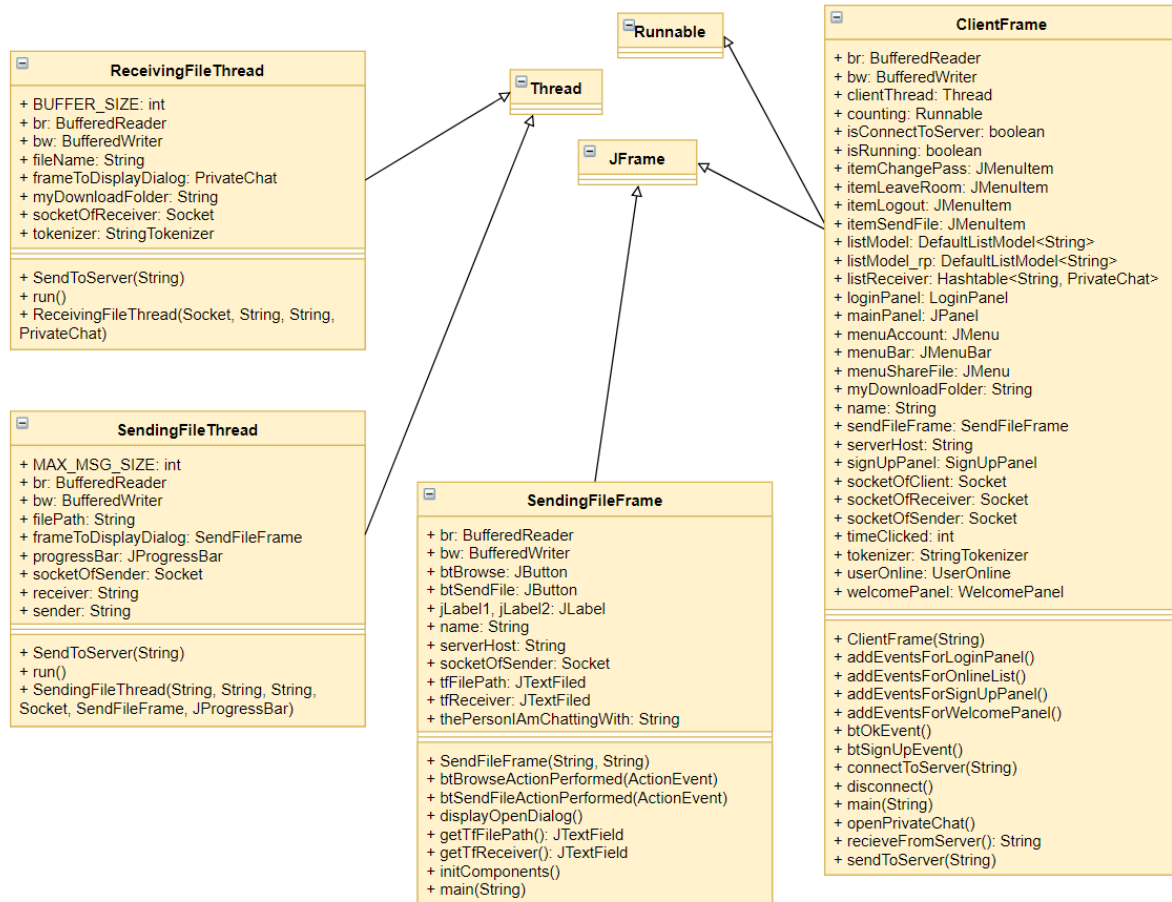 ReceivingFileThread
+ BUFFER_SIZE: int
+ br: BufferedReader
+ bw: BufferedWriter
+ fileName: String
+ frameToDisplayDialog: PrivateChat
+ myDownloadFolder: String
+ socketOfReceiver: Socket
+ tokenizer: StringTokenizer
+ SendToServer(String)
+ run()
+ ReceivingFileThread(Socket, String, String,
PrivateChat)
SendingFileThread
+ MAX_MSG_SIZE: int
+ br: BufferedReader
+ bw: BufferedWriter
+ filePath: String
+ frameToDisplayDialog: SendFileFrame
+ progressBar: JProgressBar
+ socketOfSender: Socket
+ receiver: String
+ sender: String
+ SendToServer(String)
+ run()
+ SendingFileThread(String, String, String,
Socket, SendFileFrame, JProgressBar)
Thread
Runnable
JFrame
SendingFileFrame
+ br: BufferedReader
+ bw: BufferedWriter
+ btBrowse: JButton
+ btSendFile: JButton
+ jLabel1, jLabel2: JLabel
+ name: String
+ serverHost: String
+ socketOfSender: Socket
+ tfFilePath: JTextFiled
+ tfReceiver: JTextFiled
+ thePersonIAmChattingWith: String
+ SendFileFrame(String, String)
+ btBrowseActionPerformed(ActionEvent)
+ btSendFileActionPerformed(ActionEvent)
+ displayOpenDialog()
+ getTfFilePath(): JTextField
+ getTfReceiver(): JTextField
+ initComponents()
+ main(String)
ClientFrame
+ br: BufferedReader
+ bw: BufferedWriter
+ clientThread: Thread
+ counting: Runnable
+ isConnectToServer: boolean
+ isRunning: boolean
+ itemChangePass: JMenuItem
+ itemLeaveRoom: JMenuItem
+ itemLogout: JMenuItem
+ itemSendFile: JMenuItem
+ listModel: DefaultListModel<String>
+ listModel_rp: DefaultListModel<String>
+ listReceiver: Hashtable<String, PrivateChat>
+ loginPanel: LoginPanel
+ mainPanel: JPanel
+ menuAccount: JMenu
+ menuBar: JMenuBar
+ menuShareFile: JMenu
+ myDownloadFolder: String
+ name: String
+ sendFileFrame: SendFileFrame
+ serverHost: String
+ signUpPanel: SignUpPanel
+ socketOfClient: Socket
+ socketOfReceiver: Socket
+ socketOfSender: Socket
+ timeClicked: int
+ tokenizer: StringTokenizer
+ userOnline: UserOnline
+ welcomePanel: WelcomePanel
+ ClientFrame(String)
+ addEventsForLoginPanel()
+ addEventsForOnlineList()
+ addEventsForSignUpPanel()
+ addEventsForWelcomePanel()
+ btOkEvent()
+ btSignUpEvent()
+ connectToServer(String)
+ disconnect()
+ main(String)
+ openPrivateChat()
+ recieveFromServer(): String
+ sendToServer(String)